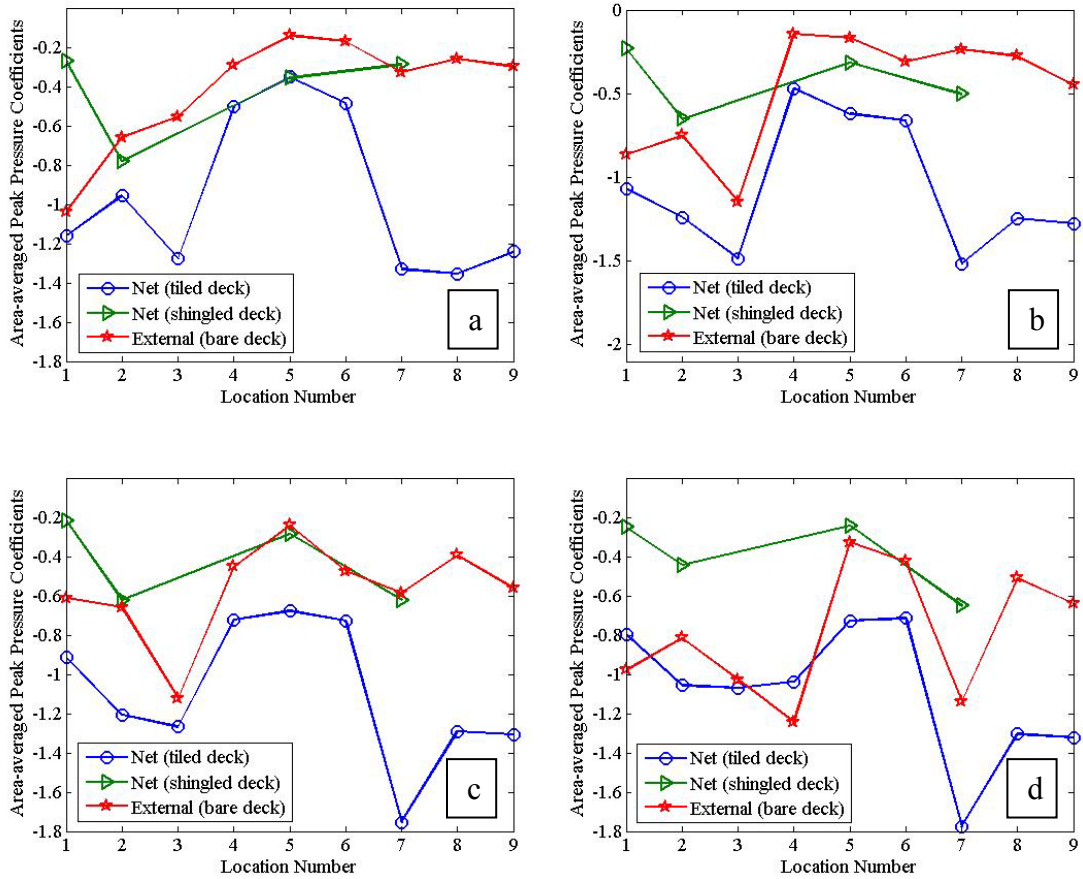 Area-averaged Peak Pressure Coefficients
-0.2
-0.4
-0.6
-0.8
-1
-1.2
-1.4
-1.6
-1.8
Net (tiled deck)
Net (shingled deck)
External (bare deck)
a
1 2 3 4 5 6 7 8 9
Location Number
Area-averaged Peak Pressure Coefficients
0
-0.5
-1
-1.5
-2
Net (tiled deck)
Net (shingled deck)
External (bare deck)
b
1 2 3 4 5 6 7 8 9
Location Number
Area-averaged Peak Pressure Coefficients
-0.2
-0.4
-0.6
-0.8
-1
-1.2
-1.4
-1.6
-1.8
Net (tiled deck)
Net (shingled deck)
External (bare deck)
c
1 2 3 4 5 6 7 8 9
Location Number
Area-averaged Peak Pressure Coefficients
-0.2
-0.4
-0.6
-0.8
-1
-1.2
-1.4
-1.6
-1.8
Net (tiled deck)
Net (shingled deck)
External (bare deck)
d
1 2 3 4 5 6 7 8 9
Location Number